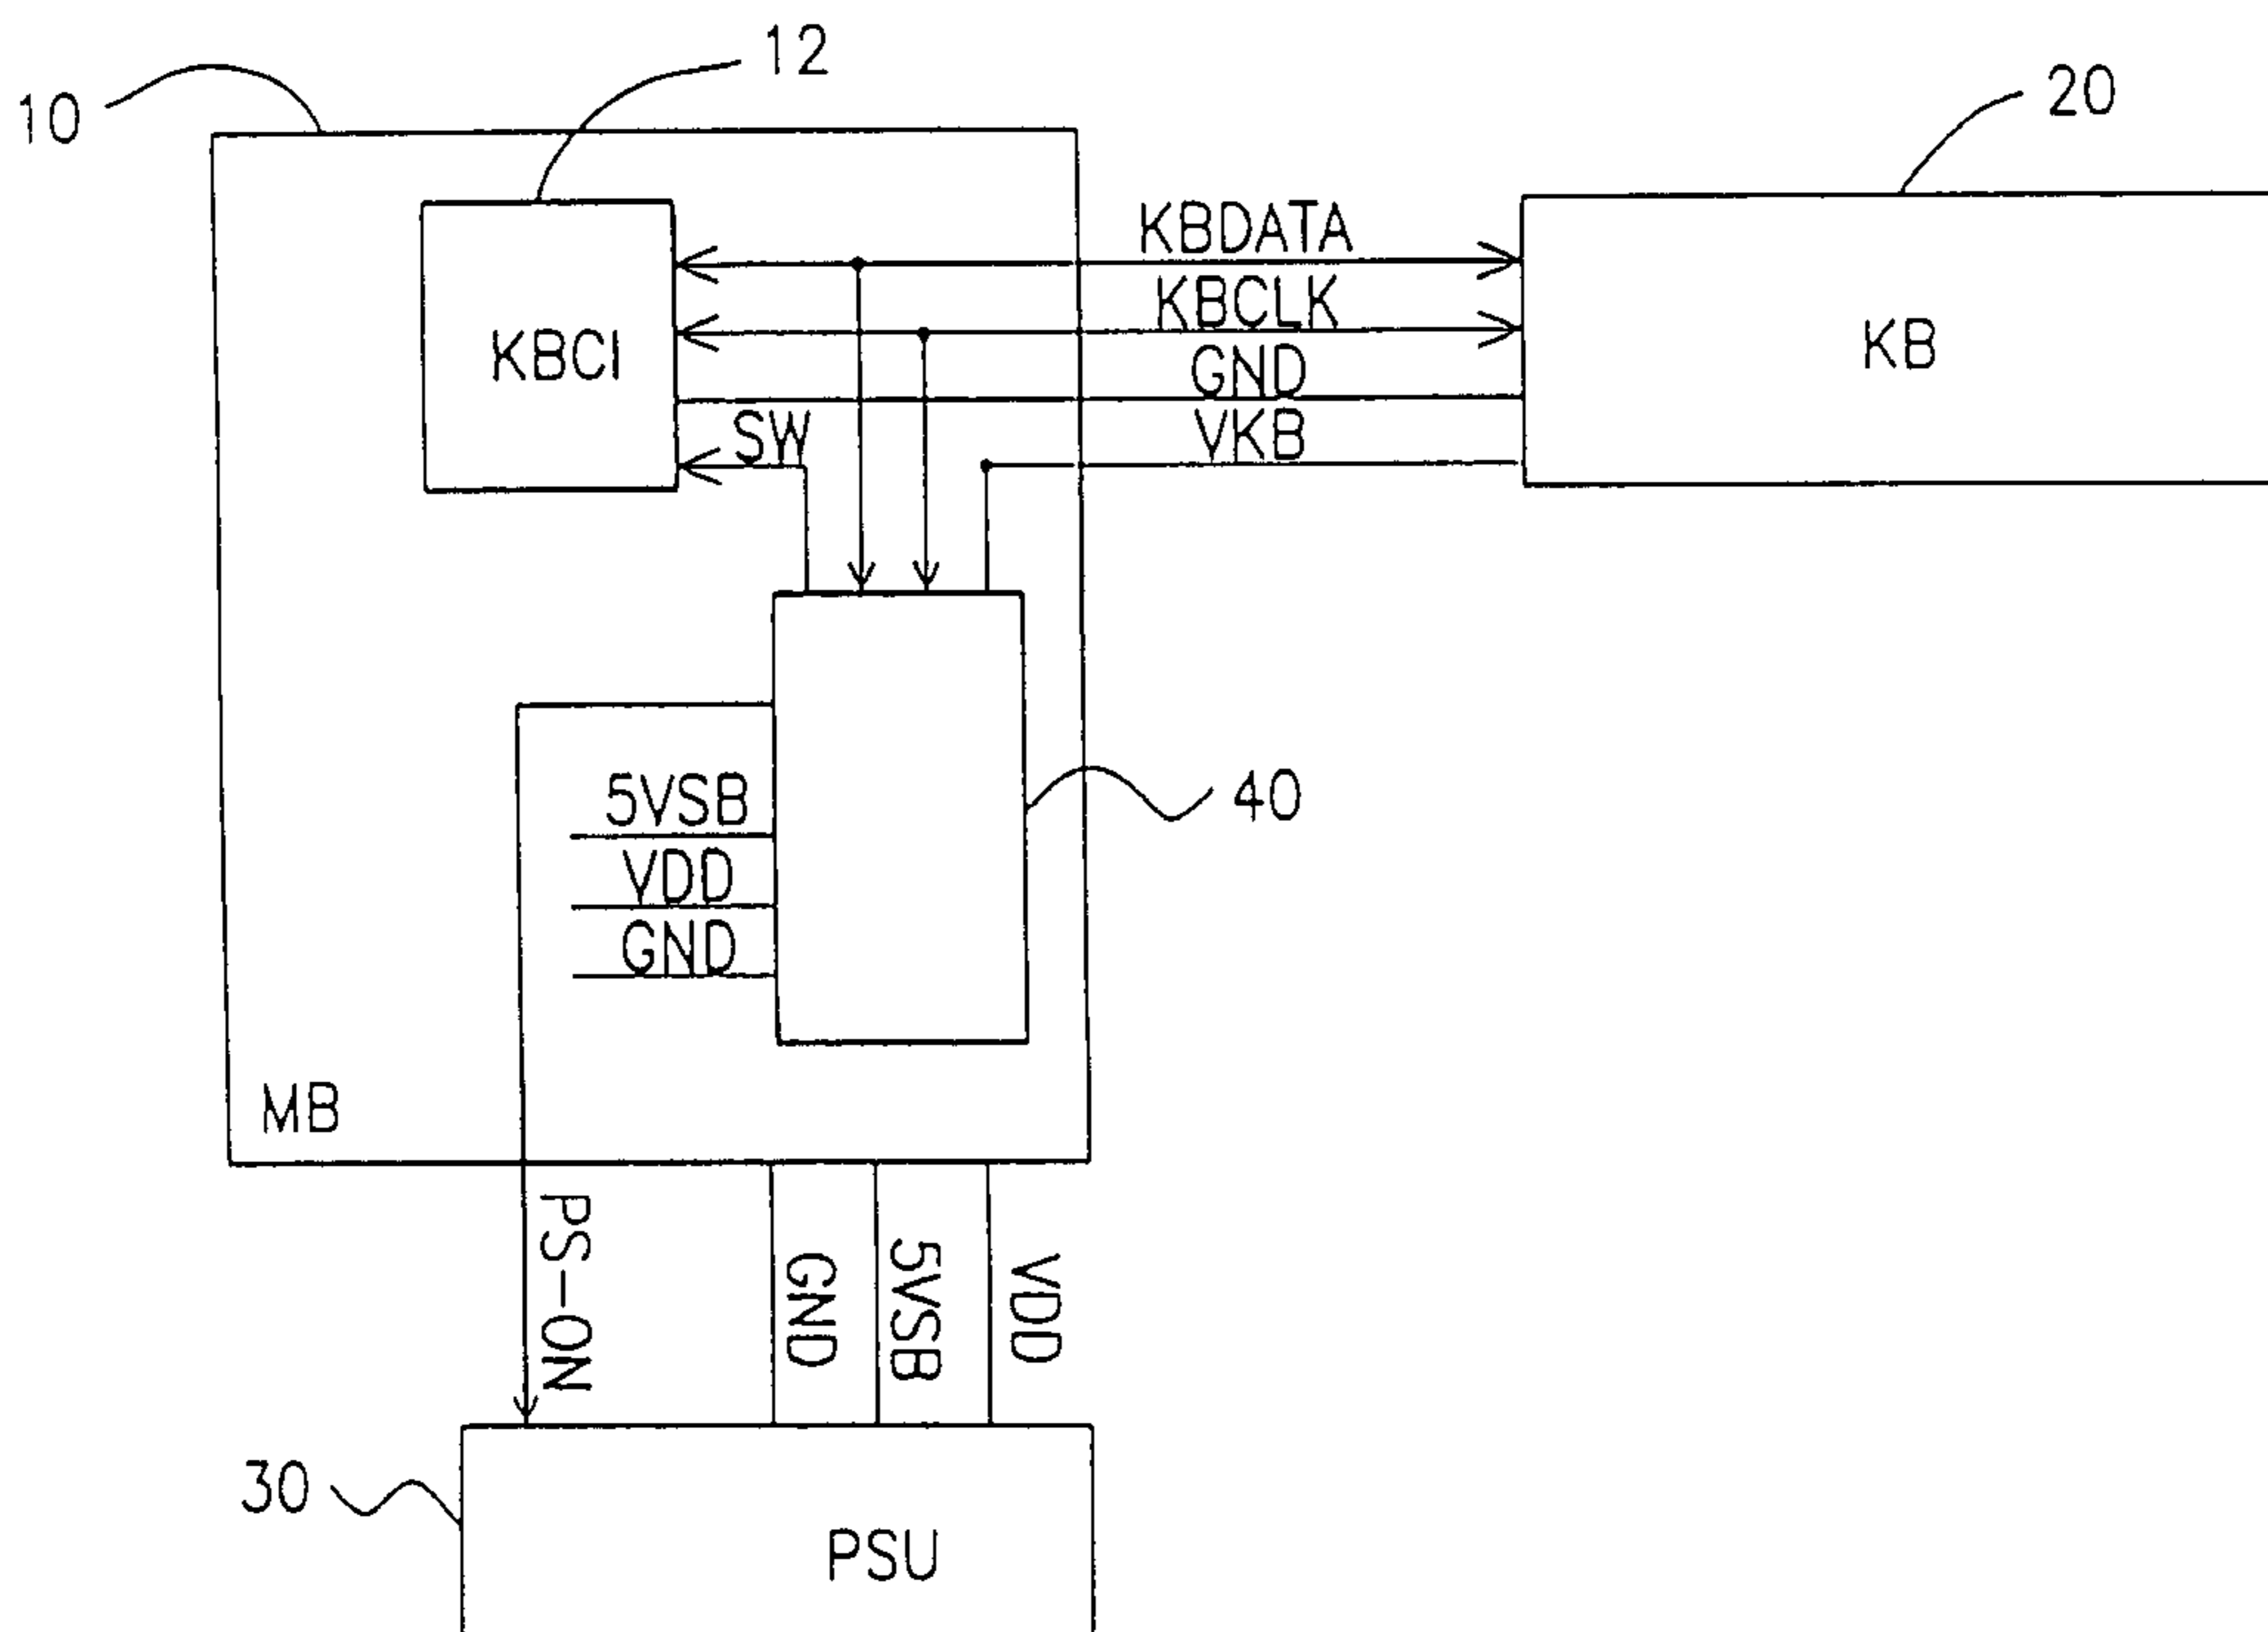 12
10
20
KBDATA
KBCLK
KBCI
KB
GND
SW
VKB
5VSB
40
VDD
GND
MB
PS-ON
GND
5VSB
VDD
30
PSU